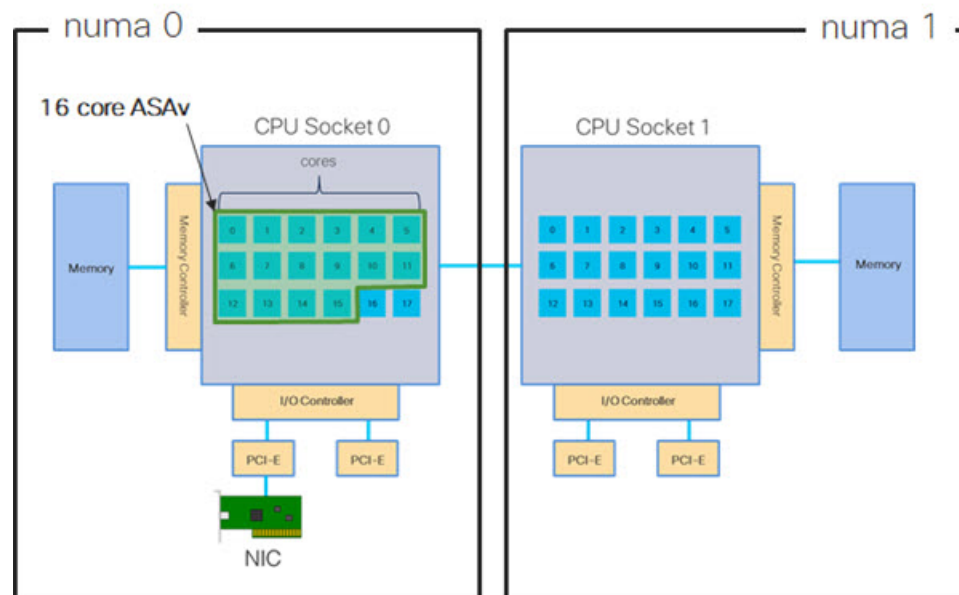 numa 0
numa 1
16 core ASAv
CPU Socket 0
CPU Socket 1
cores
0 1 2 3 4 5
6 7 8 9 10 11
12 13 14 15 16 17
0 1 2 3 4 5
6 7 8 9 10 11
12 13 14 15 16 17
Memory
Memory Controller
Memory Controller
Memory
I/O Controller
I/O Controller
PCI-E
PCI-E
PCI-E
PCI-E
NIC